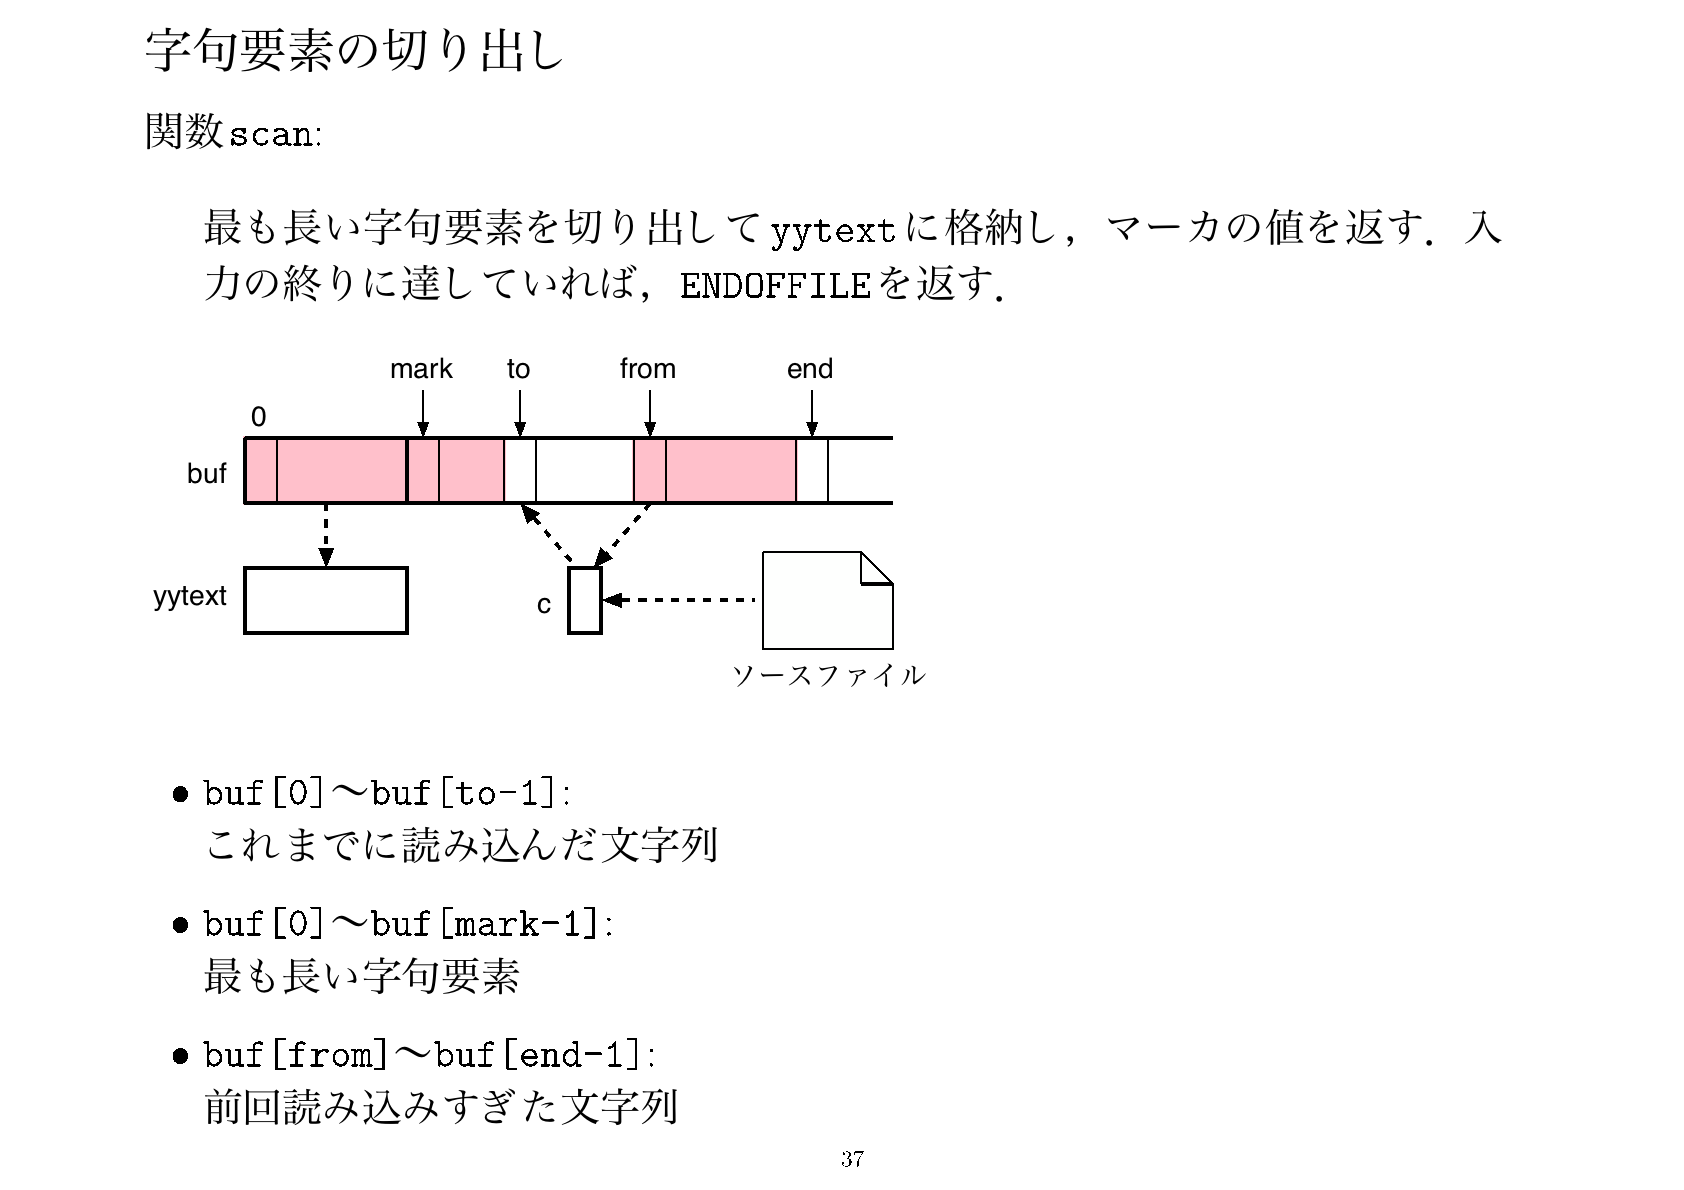 字句要素の切り出し
関数scan:
最も長い字句要素を切り出してyytextに格納し，マーカの値を返す．入
力の終りに達していれば，ENDOFFILEを返す．
mark to from end
0
buf
yytext
c
ソースファイル
• buf[0]～buf[to-1]:
これまでに読み込んだ文字列
• buf[0]～buf[mark-1]:
最も長い字句要素
• buf[from]～buf[end-1]:
前回読み込みすぎた文字列
37